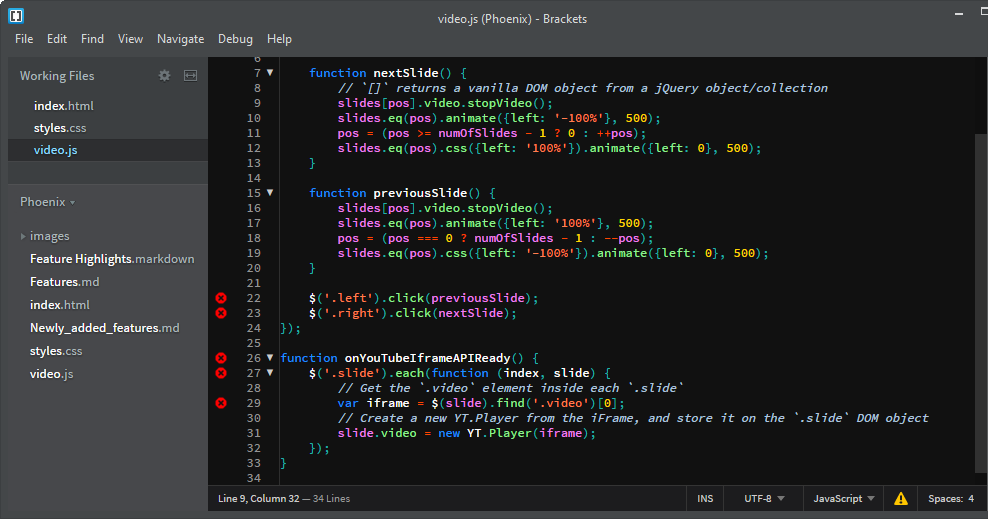 video.js (Phoenix) - Brackets
File Edit Find View Navigate Debug Help
Working Files
index.html
styles.css
video.js
Phoenix
images
Feature Highlights.markdown
Features.md
index.html
Newly_added_features.md
styles.css
video.js
6
7 function nextSlide() {
8 // `[]` returns a vanilla DOM object from a jQuery object/collection
9 slides[pos].video.stopVideo();
10 slides.eq(pos).animate({left: '-100%'}, 500);
11 pos = (pos >= numOfSlides - 1 ? 0 : ++pos);
12 slides.eq(pos).css({left: '100%'}).animate({left: 0}, 500);
13 }
14
15 function previousSlide() {
16 slides[pos].video.stopVideo();
17 slides.eq(pos).animate({left: '100%'}, 500);
18 pos = (pos === 0 ? numOfSlides - 1 : --pos);
19 slides.eq(pos).css({left: '-100%'}).animate({left: 0}, 500);
20 }
21
22 $('.left').click(previousSlide);
23 $('.right').click(nextSlide);
24 });
25
26 function onYouTubeIframeAPIReady() {
27 $('.slide').each(function (index, slide) {
28 // Get the `.video` element inside each `.slide`
29 var iframe = $(slide).find('.video')[0];
30 // Create a new YT.Player from the iFrame, and store it on the `.slide` DOM object
31 slide.video = new YT.Player(iframe);
32 });
33 }
34
Line 9, Column 32 — 34 Lines INS UTF-8 JavaScript Spaces: 4